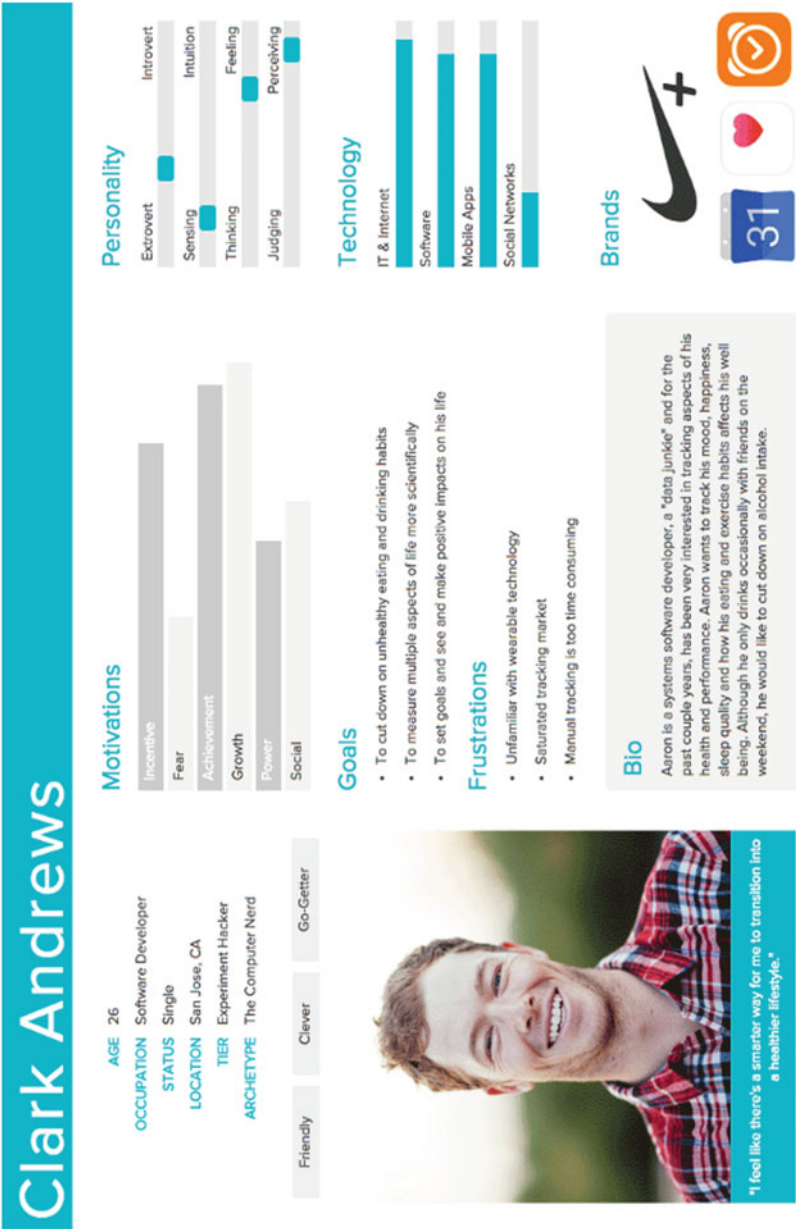 Clark Andrews
AGE 26
OCCUPATION Software Developer
STATUS Single
LOCATION San Jose, CA
TIER Experiment Hacker
ARCHETYPE The Computer Nerd
Friendly
Clever
Go-Getter
"I feel like there's a smarter way for me to transition into
a healthier lifestyle."
Motivations
Incentive
Fear
Achievement
Growth
Power
Social
Goals
• To cut down on unhealthy eating and drinking habits
• To measure multiple aspects of life more scientifically
• To set goals and see and make positive impacts on his life
Frustrations
• Unfamiliar with wearable technology
• Saturated tracking market
• Manual tracking is too time consuming
Bio
Aaron is a systems software developer, a "data junkie" and for the
past couple years, has been very interested in tracking aspects of his
health and performance. Aaron wants to track his mood, happiness,
sleep quality and how his eating and exercise habits affects his well
being. Although he only drinks occasionally with friends on the
weekend, he would like to cut down on alcohol intake.
Personality
Extrovert Introvert
Sensing Intuition
Thinking Feeling
Judging Perceiving
Technology
IT & Internet
Software
Mobile Apps
Social Networks
Brands
+
31